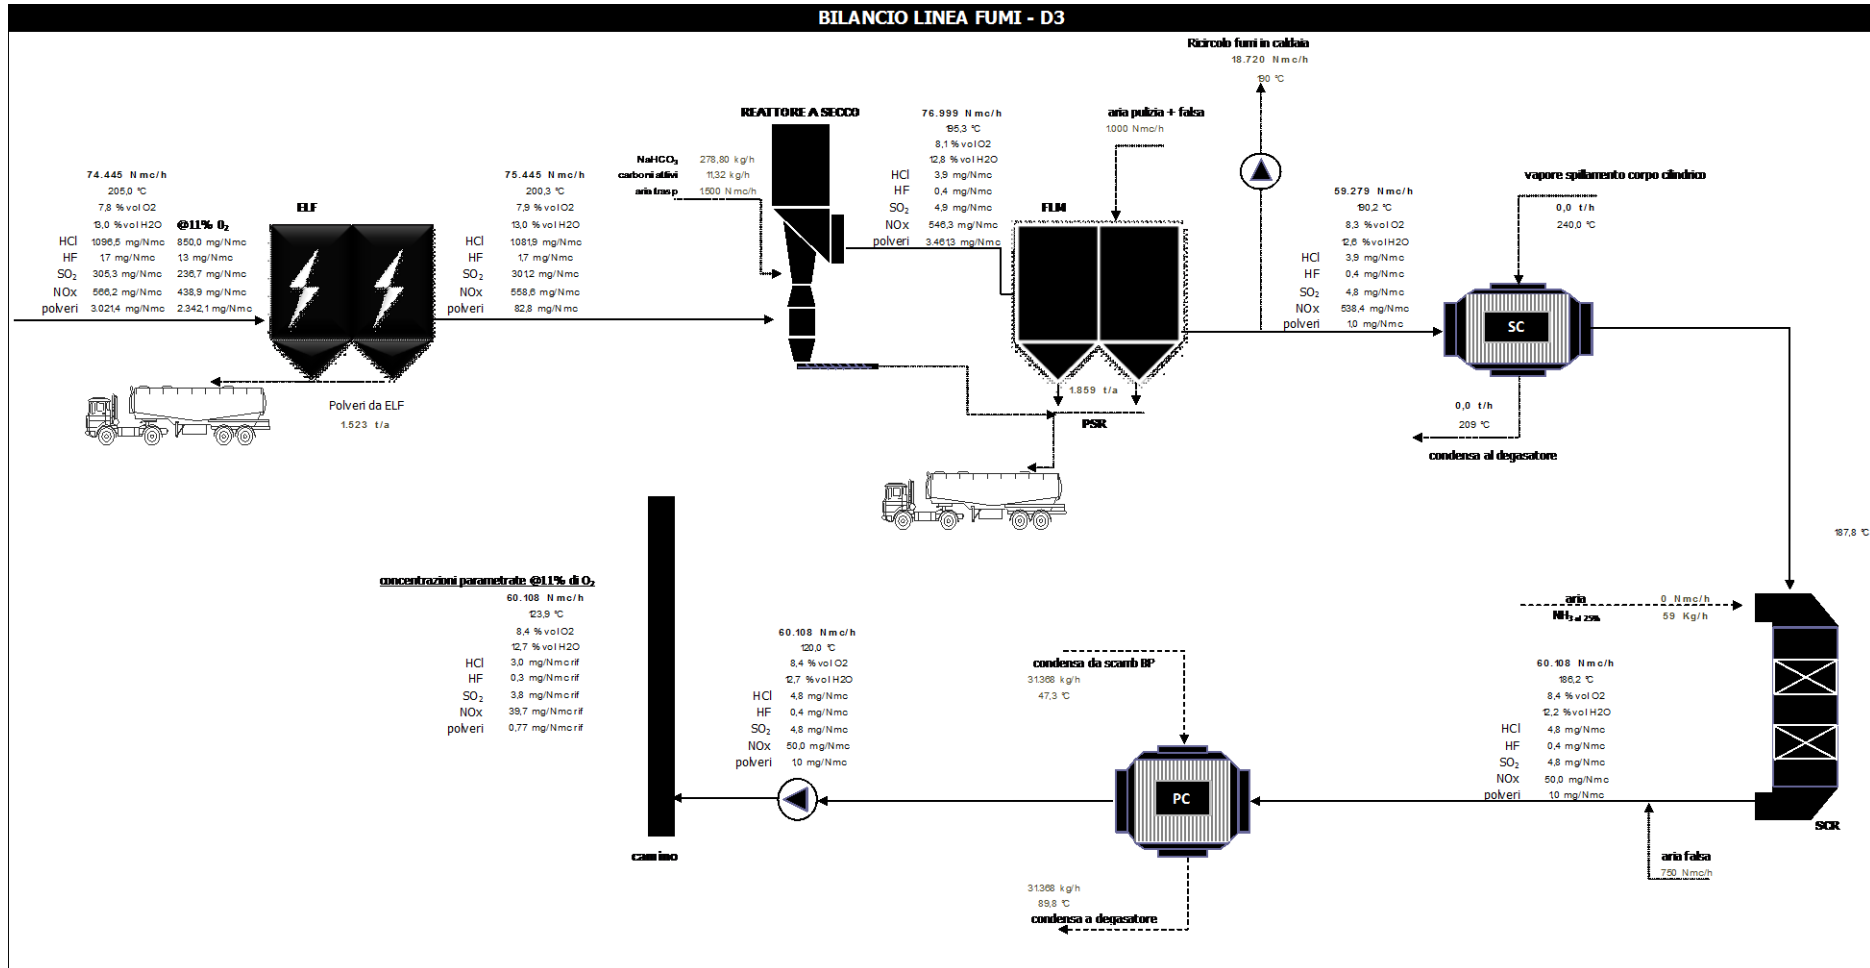 BILANCIO LINEA FUMI - D3
Ricircolo fumi in caldaia
18.720 Nmc/h
190 °C
REATTORE A SECCO
NaHCO3 278,80 kg/h
carboni attivi 11,32 kg/h
aria trasp 1500 Nmc/h
76.999 Nmc/h
195,3 °C
8,1 %vol O2
12,8 %vol H2O
HCl 3,9 mg/Nmc
HF 0,4 mg/Nmc
SO2 4,9 mg/Nmc
NOx 546,3 mg/Nmc
polveri 3.461,3 mg/Nmc
aria pulizia + falsa
1000 Nmc/h
74.445 Nmc/h
205,0 °C
7,8 %vol O2
13,0 %vol H2O @11% O2
HCl 1096,5 mg/Nmc 850,0 mg/Nmc
HF 1,7 mg/Nmc 1,3 mg/Nmc
SO2 305,3 mg/Nmc 236,7 mg/Nmc
NOx 566,2 mg/Nmc 438,9 mg/Nmc
polveri 3.021,4 mg/Nmc 2.342,1 mg/Nmc
ELF
75.445 Nmc/h
200,3 °C
7,9 %vol O2
13,0 %vol H2O
HCl 1081,9 mg/Nmc
HF 1,7 mg/Nmc
SO2 301,2 mg/Nmc
NOx 558,6 mg/Nmc
polveri 82,8 mg/Nmc
FLM
59.279 Nmc/h
190,2 °C
8,3 %vol O2
12,6 %vol H2O
HCl 3,9 mg/Nmc
HF 0,4 mg/Nmc
SO2 4,8 mg/Nmc
NOx 538,4 mg/Nmc
polveri 1,0 mg/Nmc
vapore spillamento corpo cilindrico
0,0 t/h
240,0 °C
SC
Polveri da ELF
1.523 t/a
1.859 t/a
PSR
0,0 t/h
209 °C
condensa al degasatore
187,8 °C
concentrazioni parametrate @11% di O2
60.108 Nmc/h
123,9 °C
8,4 %vol O2
12,7 %vol H2O
HCl 3,0 mg/Nmc rif
HF 0,3 mg/Nmc rif
SO2 3,8 mg/Nmc rif
NOx 39,7 mg/Nmc rif
polveri 0,77 mg/Nmc rif
camino
60.108 Nmc/h
120,0 °C
8,4 %vol O2
12,7 %vol H2O
HCl 4,8 mg/Nmc
HF 0,4 mg/Nmc
SO2 4,8 mg/Nmc
NOx 50,0 mg/Nmc
polveri 1,0 mg/Nmc
condensa da scamb BP
31.368 kg/h
47,3 °C
PC
31.368 kg/h
89,8 °C
condensa a degasatore
aria 0 Nmc/h
NH3 al 25% 59 Kg/h
60.108 Nmc/h
186,2 °C
8,4 %vol O2
12,2 %vol H2O
HCl 4,8 mg/Nmc
HF 0,4 mg/Nmc
SO2 4,8 mg/Nmc
NOx 50,0 mg/Nmc
polveri 1,0 mg/Nmc
SCR
aria falsa
750 Nmc/h